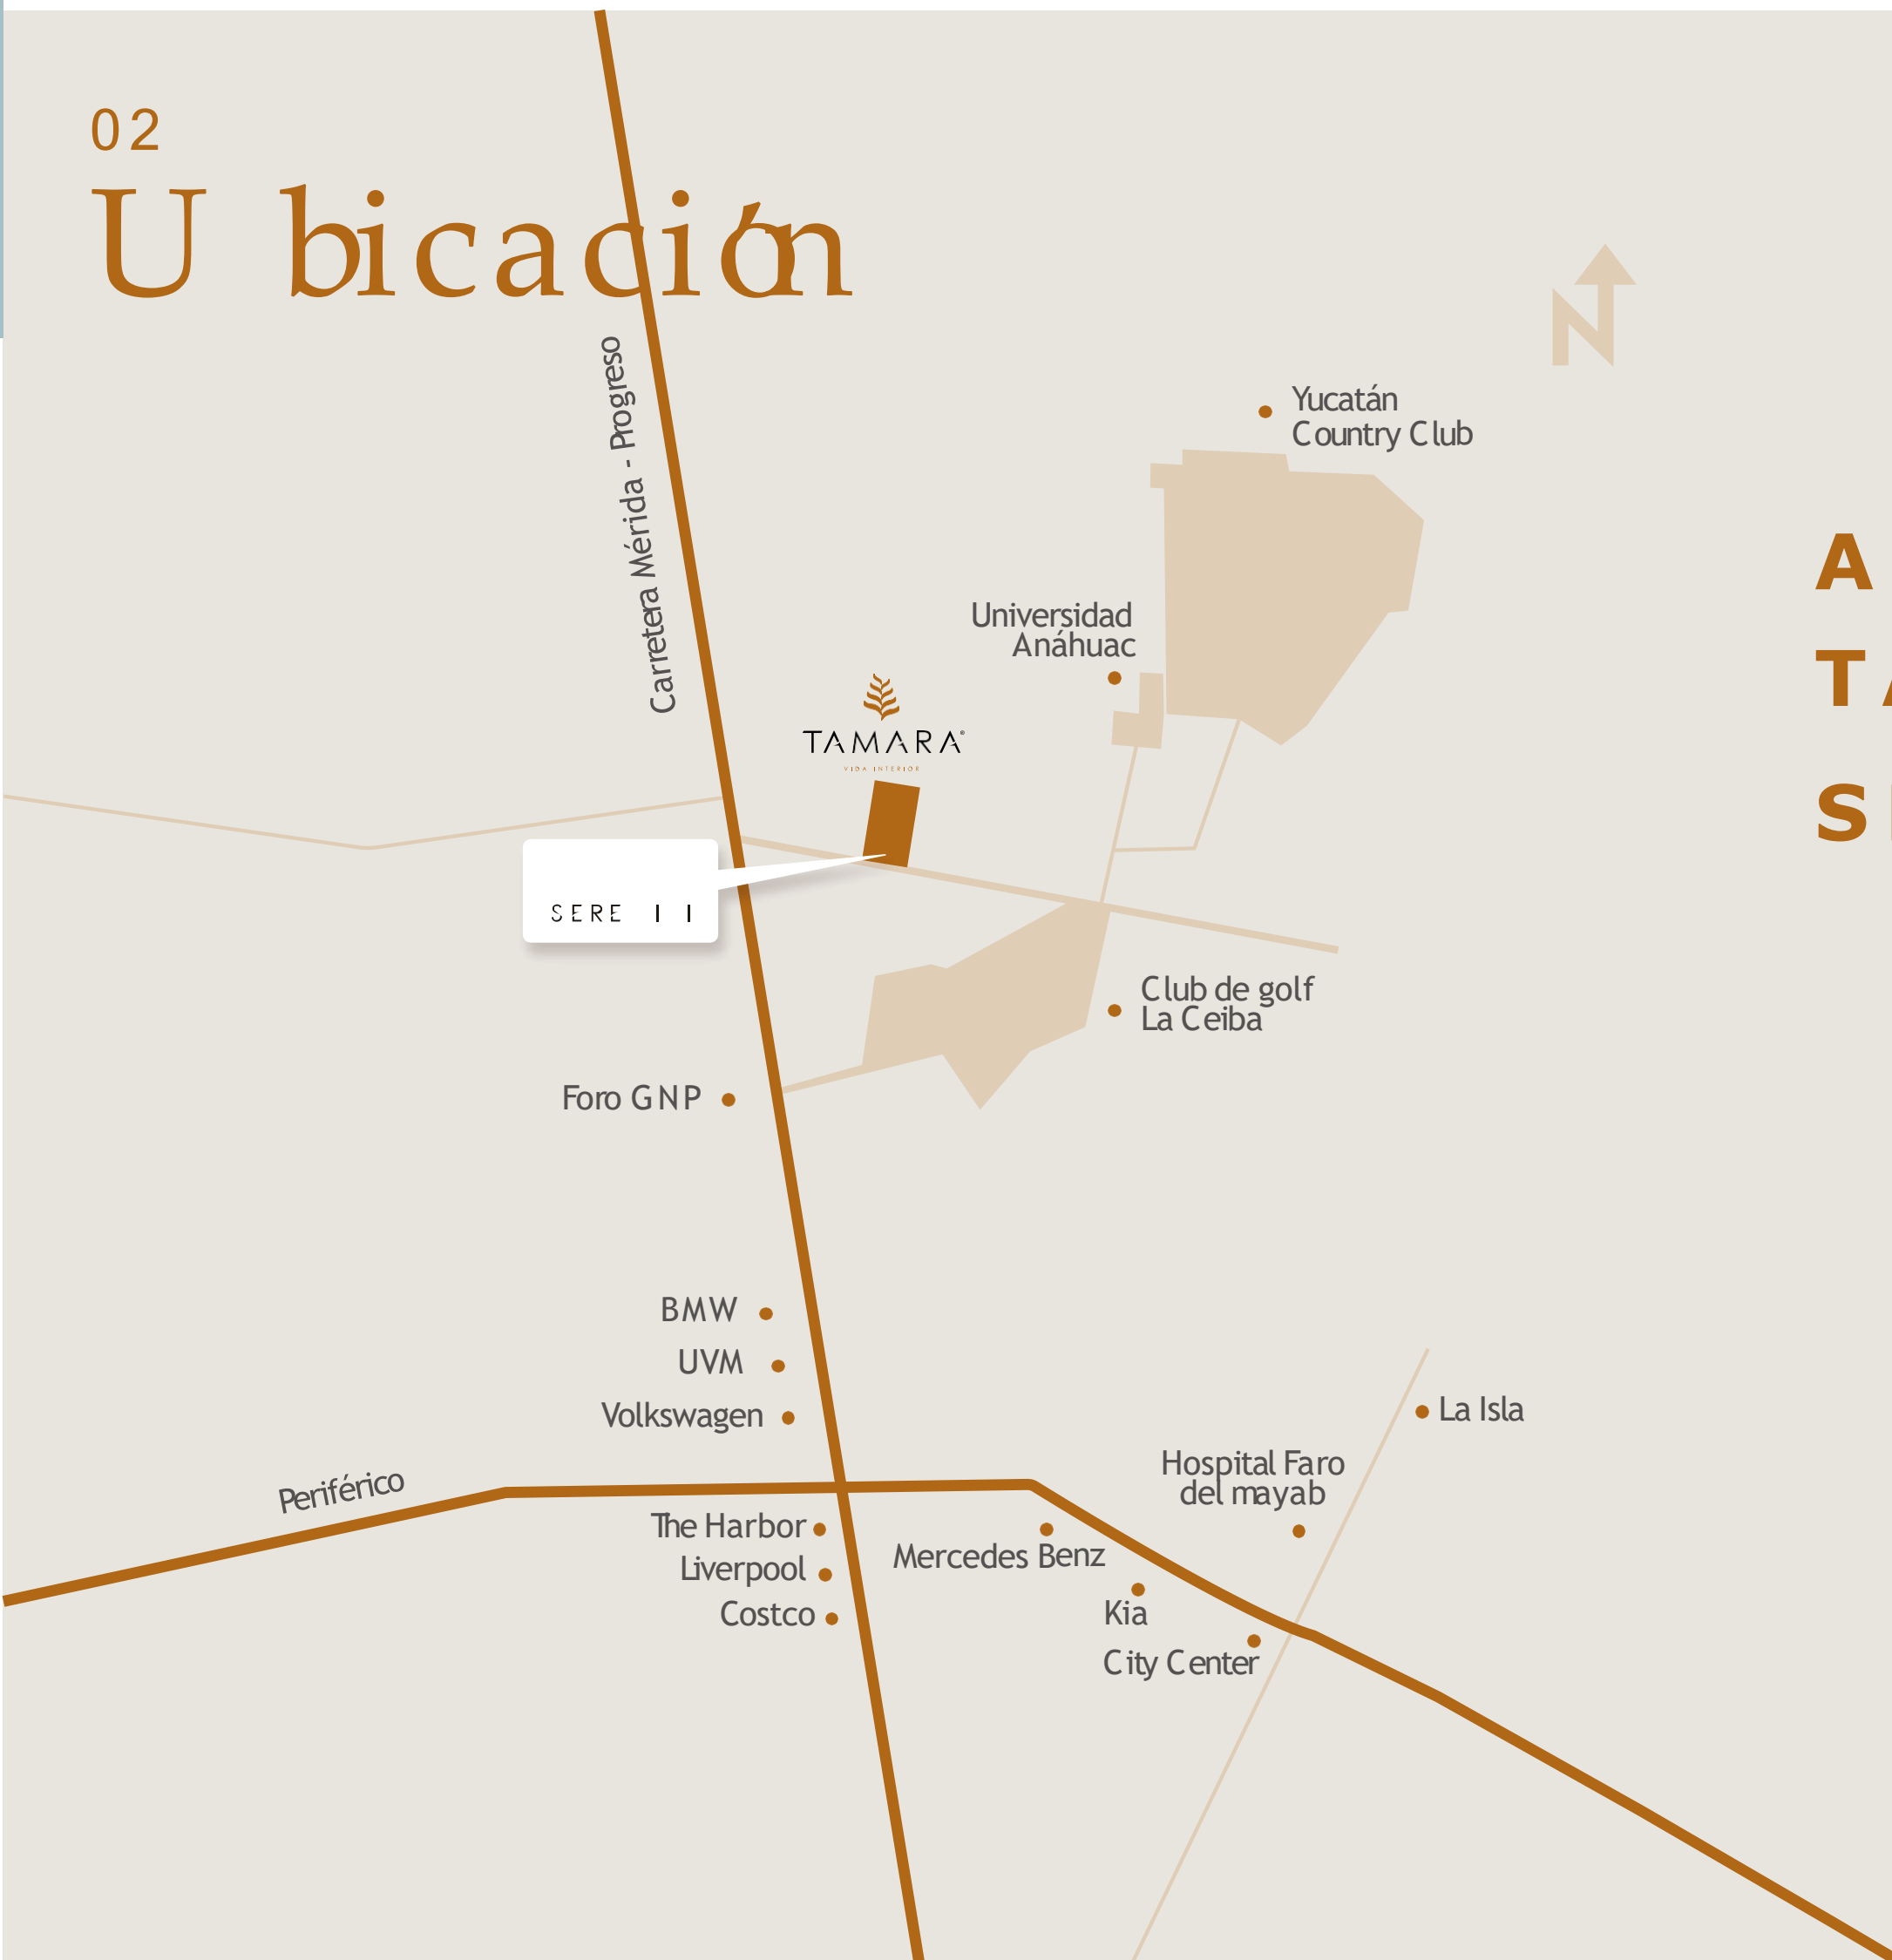 02
Ubicación
Carretera Mérida - Progreso
Yucatán
Country Club
Universidad
Anáhuac
TAMARA®
VIDA INTERIOR
SERE II
Club de golf
La Ceiba
Foro GNP
BMW
UVM
Volkswagen
La Isla
Hospital Faro
del mayab
Periférico
The Harbor
Mercedes Benz
Liverpool
Kia
Costco
City Center
N
A
T
S